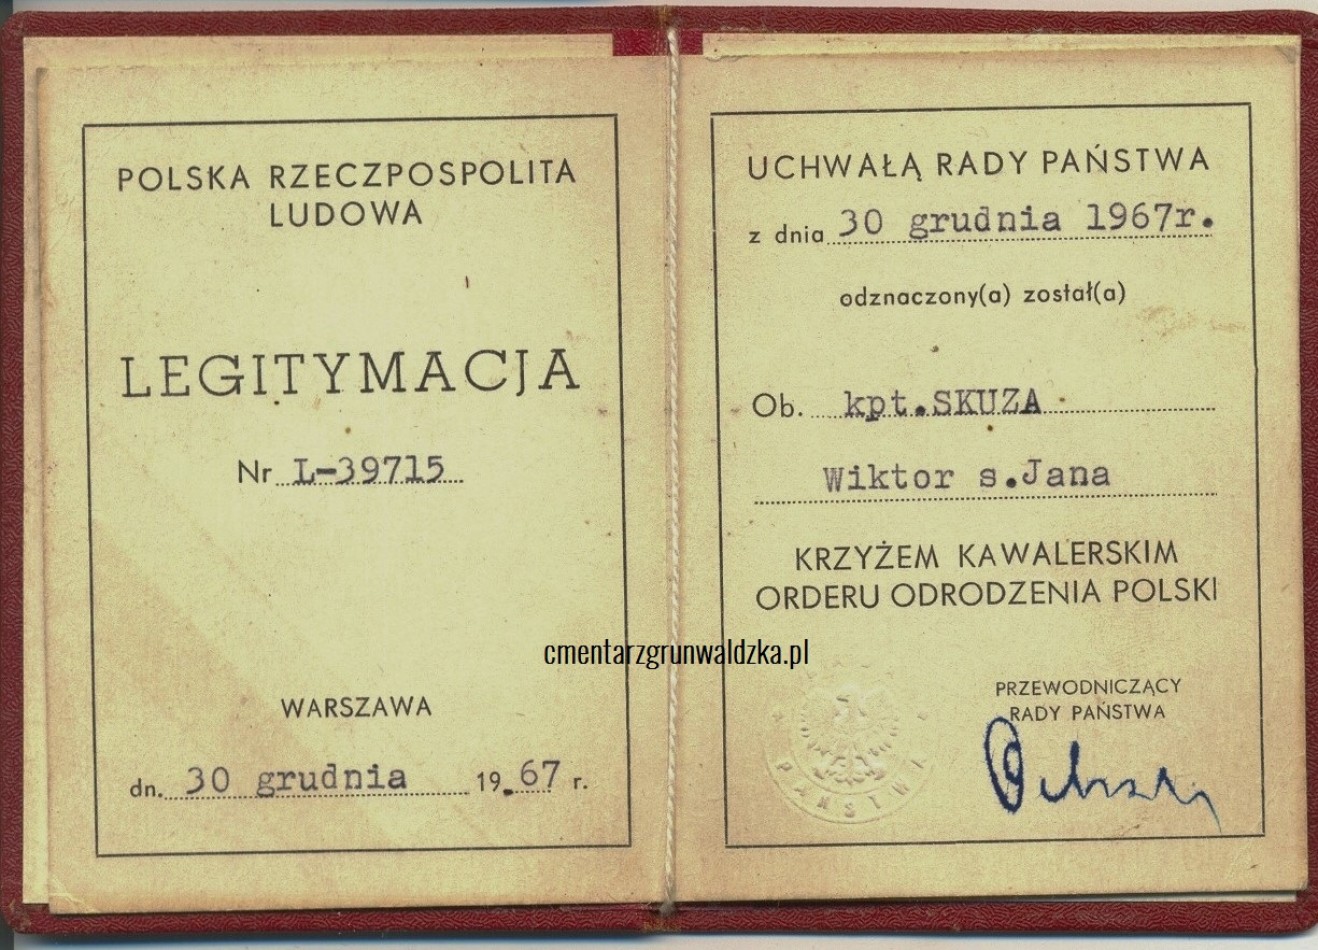 POLSKA RZECZPOSPOLITA
LUDOWA
LEGITYMACJA
Nr L-39715
WARSZAWA
dn. 30 grudnia 19.67 r.
UCHWAŁĄ RADY PAŃSTWA
z dnia 30 grudnia 1967r.
odznaczony(a) został(a)
Ob. kpt.SKUZA
Wiktor s.Jana
KRZYŻEM KAWALERSKIM
ORDERU ODRODZENIA POLSKI
cmentarzgrunwaldzka.pl
PRZEWODNICZĄCY
RADY PAŃSTWA
PAŃSTWA